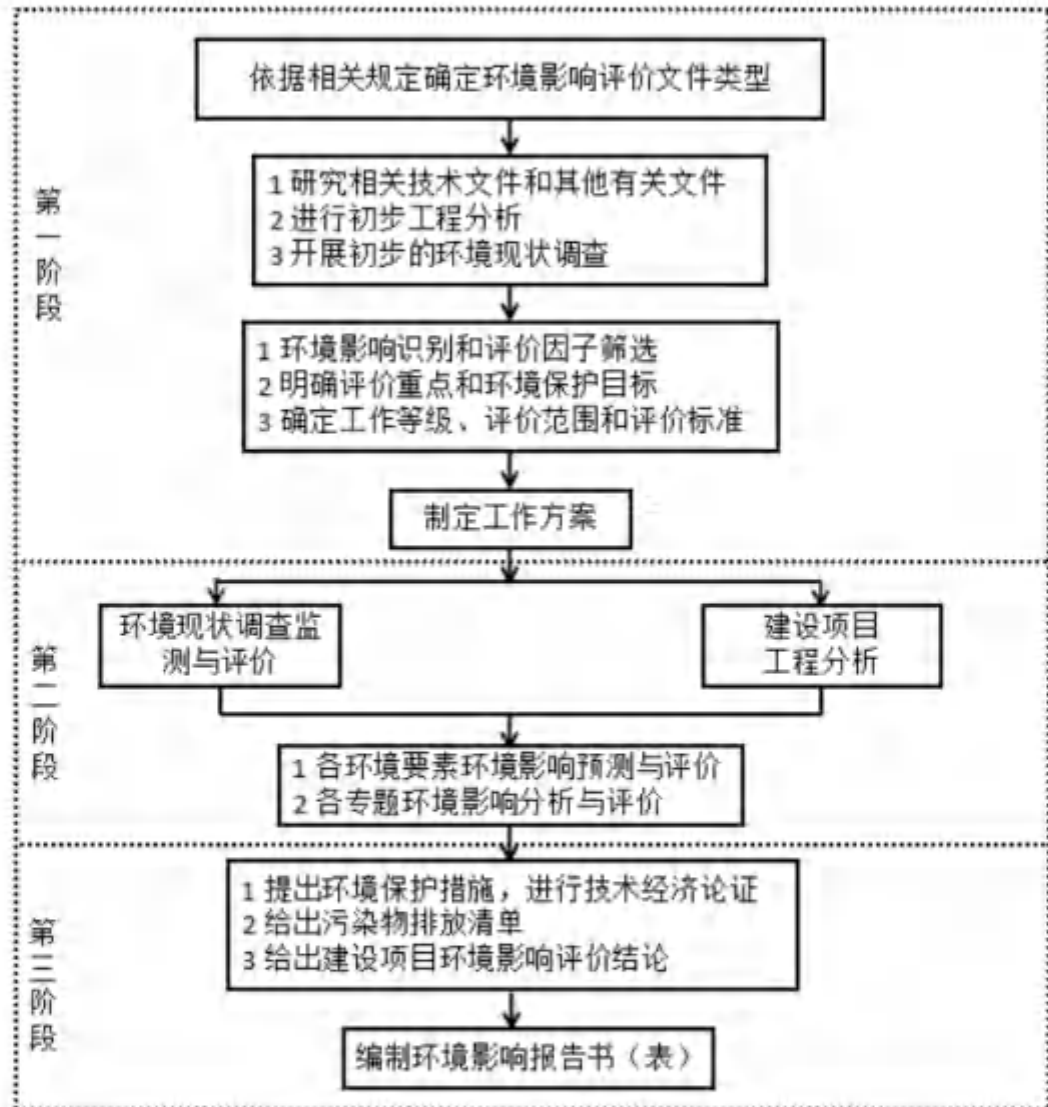 依据相关规定确定环境影响评价文件类型
第一阶段
1 研究相关技术文件和其他有关文件
2 进行初步工程分析
3 开展初步的环境现状调查
1 环境影响识别和评价因子筛选
2 明确评价重点和环境保护目标
3 确定工作等级、评价范围和评价标准
制定工作方案
第二阶段
环境现状调查监
测与评价
建设项目
工程分析
1 各环境要素环境影响预测与评价
2 各专题环境影响分析与评价
第三阶段
1 提出环境保护措施，进行技术经济论证
2 给出污染物排放清单
3 给出建设项目环境影响评价结论
编制环境影响报告书（表）